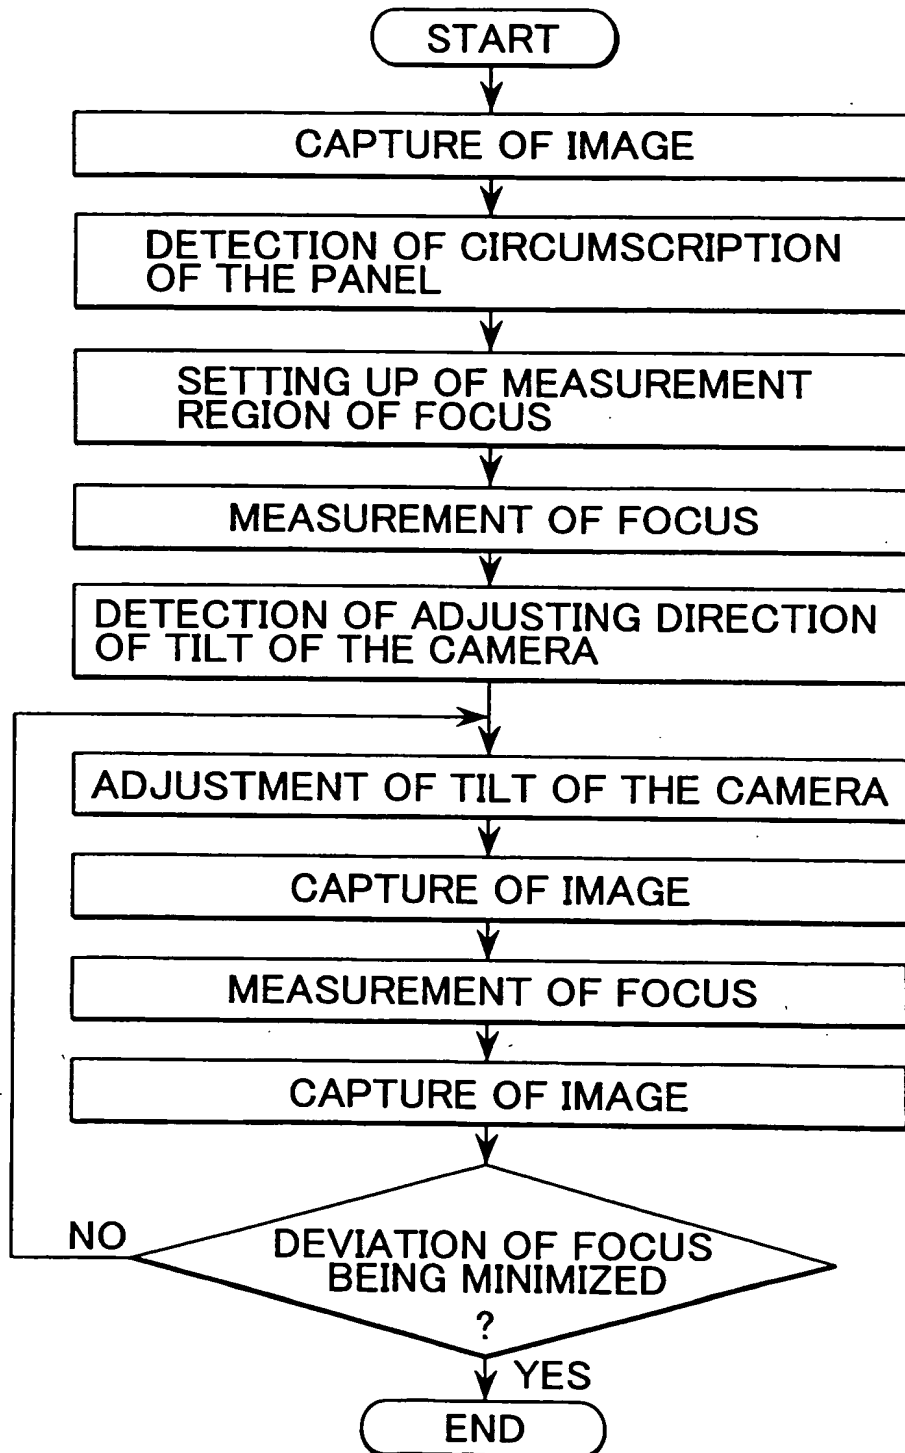 START
CAPTURE OF IMAGE
DETECTION OF CIRCUMSCRIPTION
OF THE PANEL
SETTING UP OF MEASUREMENT
REGION OF FOCUS
MEASUREMENT OF FOCUS
DETECTION OF ADJUSTING DIRECTION
OF TILT OF THE CAMERA
ADJUSTMENT OF TILT OF THE CAMERA
CAPTURE OF IMAGE
MEASUREMENT OF FOCUS
CAPTURE OF IMAGE
NO
DEVIATION OF FOCUS
BEING MINIMIZED
?
YES
END